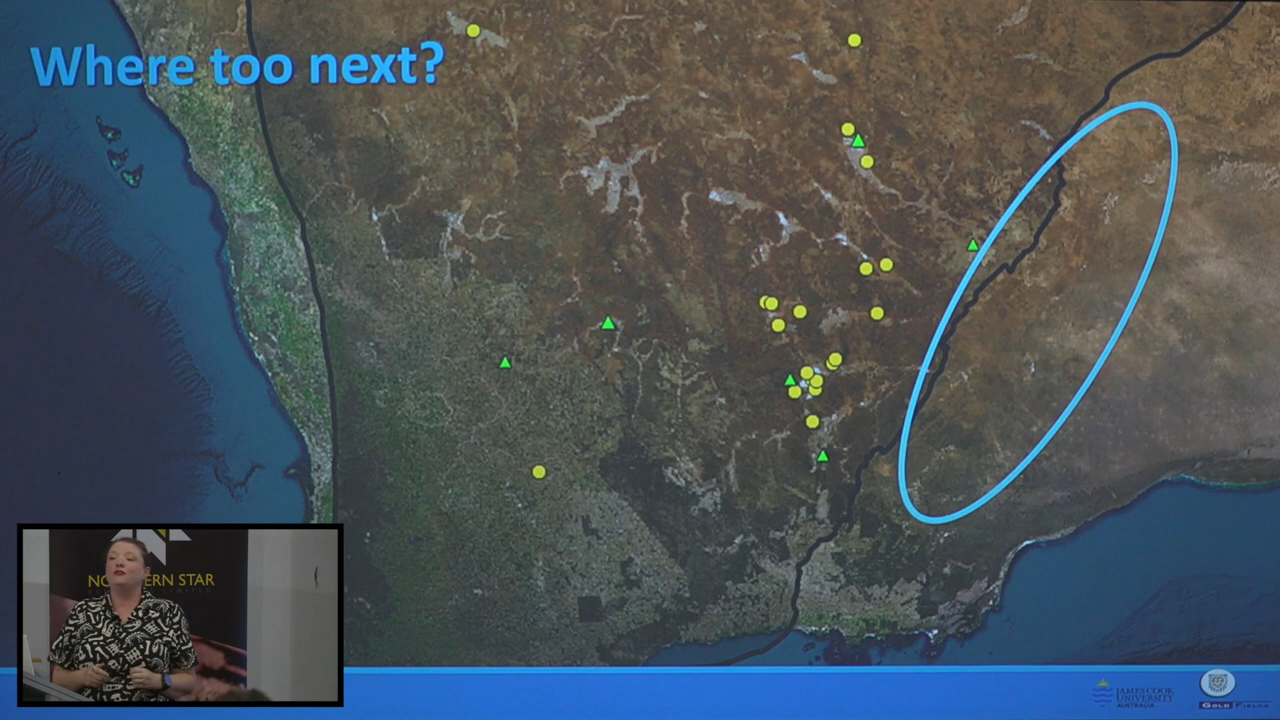 Where too next?
NORTHERN STAR
JAMES COOK
UNIVERSITY
AUSTRALIA
GOLD FIELDS